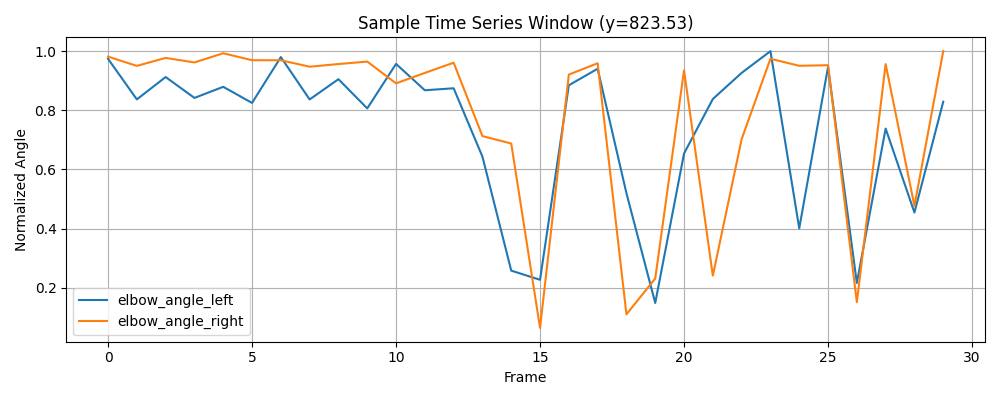 Sample Time Series Window (y=823.53)
Normalized Angle
1.0
0.8
0.6
0.4
0.2
elbow_angle_left
elbow_angle_right
0 5 10 15 20 25 30
Frame